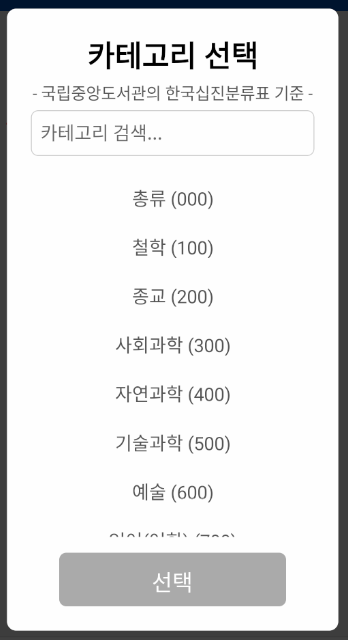 카테고리 선택
- 국립중앙도서관의 한국십진분류표 기준 -
카테고리 검색...
총류 (000)
철학 (100)
종교 (200)
사회과학 (300)
자연과학 (400)
기술과학 (500)
예술 (600)
선택